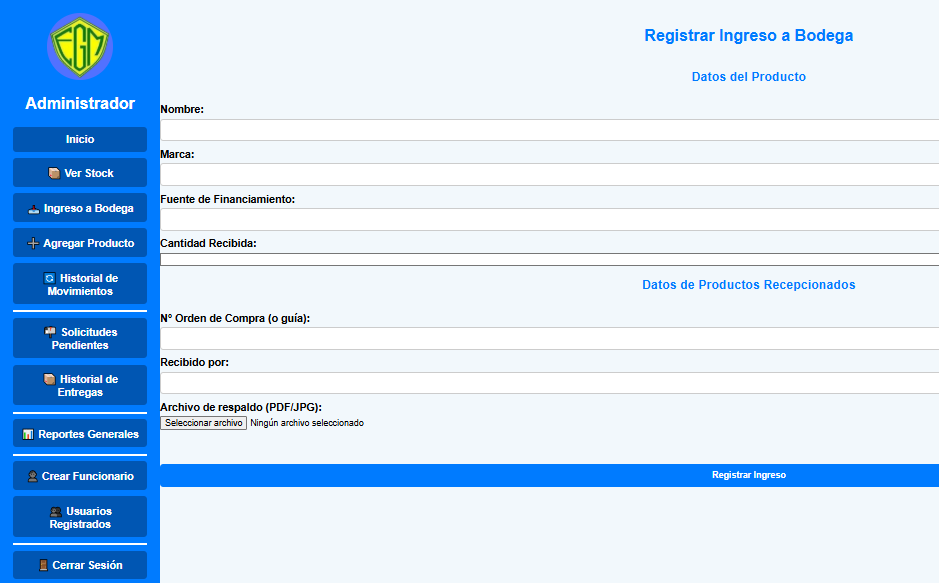 EGM
Administrador
Inicio
Ver Stock
Ingreso a Bodega
Agregar Producto
Historial de
Movimientos
Solicitudes
Pendientes
Historial de
Entregas
Reportes Generales
Crear Funcionario
Usuarios
Registrados
Cerrar Sesión
Registrar Ingreso a Bodega
Datos del Producto
Nombre:
Marca:
Fuente de Financiamiento:
Cantidad Recibida:
Datos de Productos Recepcionados
Nº Orden de Compra (o guía):
Recibido por:
Archivo de respaldo (PDF/JPG):
Seleccionar archivo Ningún archivo seleccionado
Registrar Ingreso